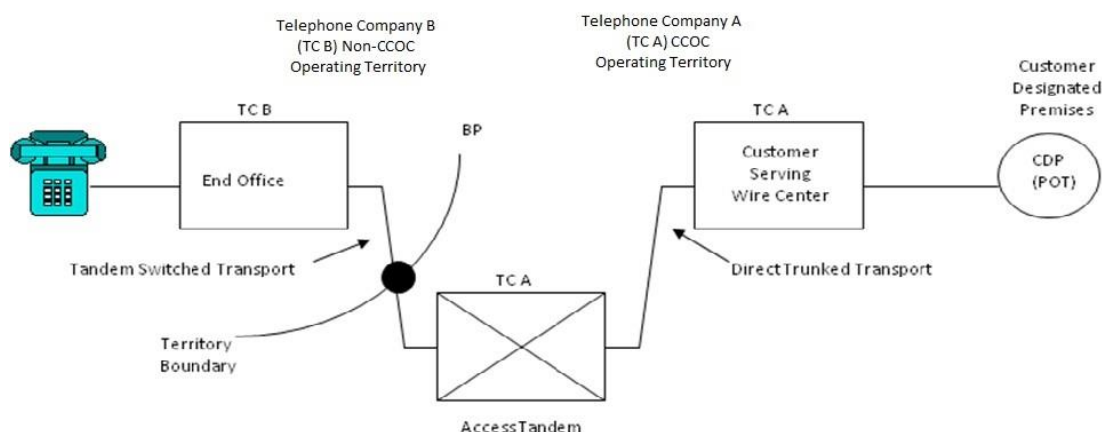 Telephone Company B
(TC B) Non-CCOC
Operating Territory
Telephone Company A
(TC A) CCOC
Operating Territory
Customer
Designated
Premises
TC B
BP
TC A
End Office
Customer
Serving
Wire Center
CDP
(POT)
Tandem Switched Transport
Direct Trunked Transport
TC A
Territory
Boundary
Access Tandem